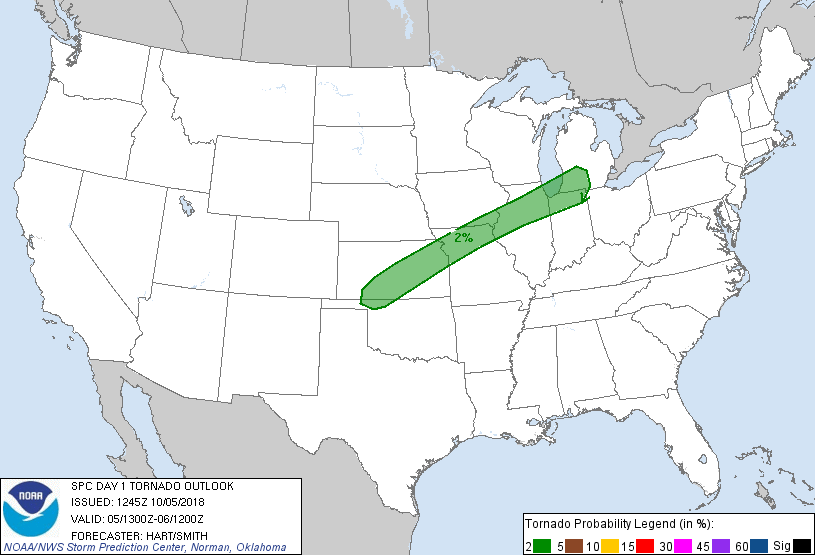 2%
NOAA
SPC DAY 1 TORNADO OUTLOOK
ISSUED: 1245Z 10/05/2018
VALID: 05/1300Z-06/1200Z
FORECASTER: HART/SMITH
NOAA/NWS Storm Prediction Center, Norman, Oklahoma
Tornado Probability Legend (in %):
2 5 10 15 30 45 60 Sig